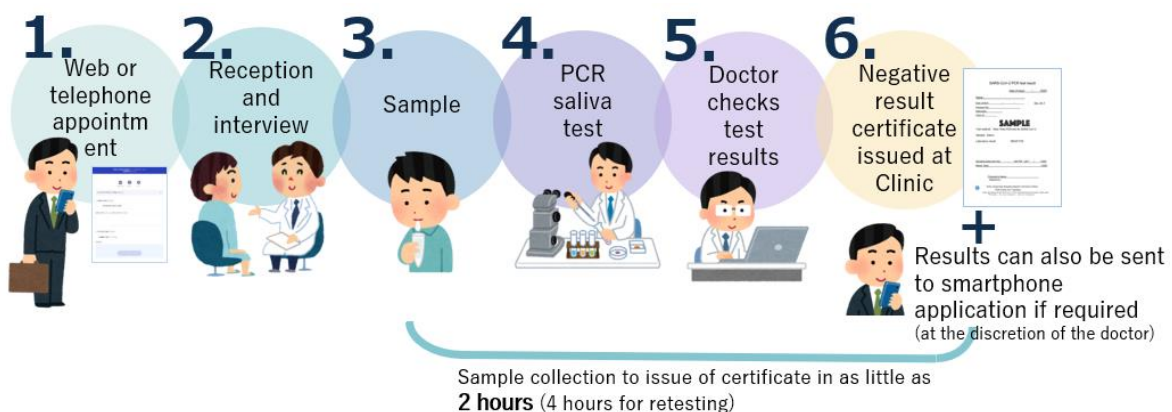 1.
Web or
telephone
appointm
ent
2.
Reception
and
interview
3.
Sample
4.
PCR
saliva
test
5.
Doctor
checks
test
results
6.
Negative
result
certificate
issued at
Clinic
SAMPLE
+
Results can also be sent
to smartphone
application if required
(at the discretion of the doctor)
Sample collection to issue of certificate in as little as
2 hours (4 hours for retesting)